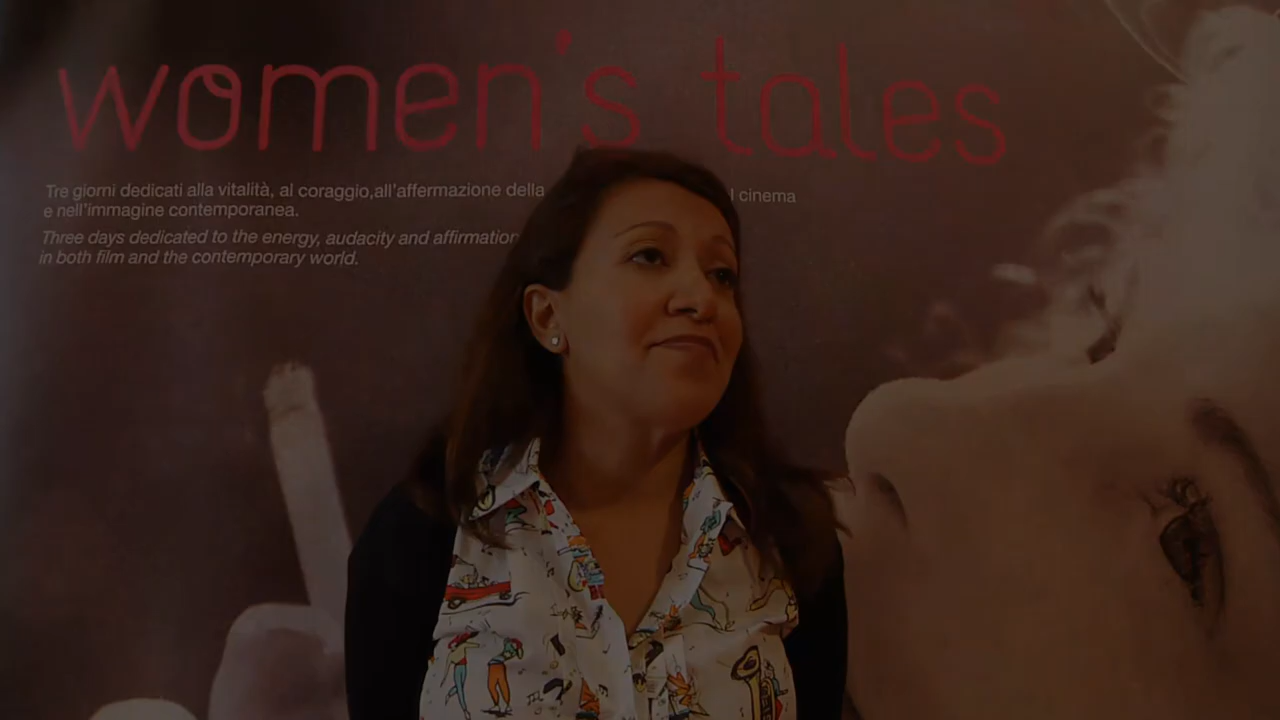 women's tales
Tre giorni dedicati alla vitalità, al coraggio,all'affermazione della l cinema
e nell'immagine contemporanea.
Three days dedicated to the energy, audacity and affirmation
in both film and the contemporary world.